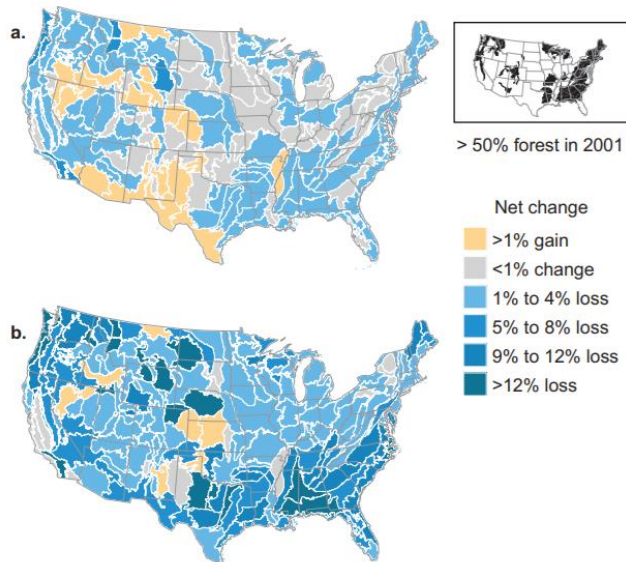 a.
> 50% forest in 2001
Net change
>1% gain
<1% change
1% to 4% loss
5% to 8% loss
b.
9% to 12% loss
>12% loss